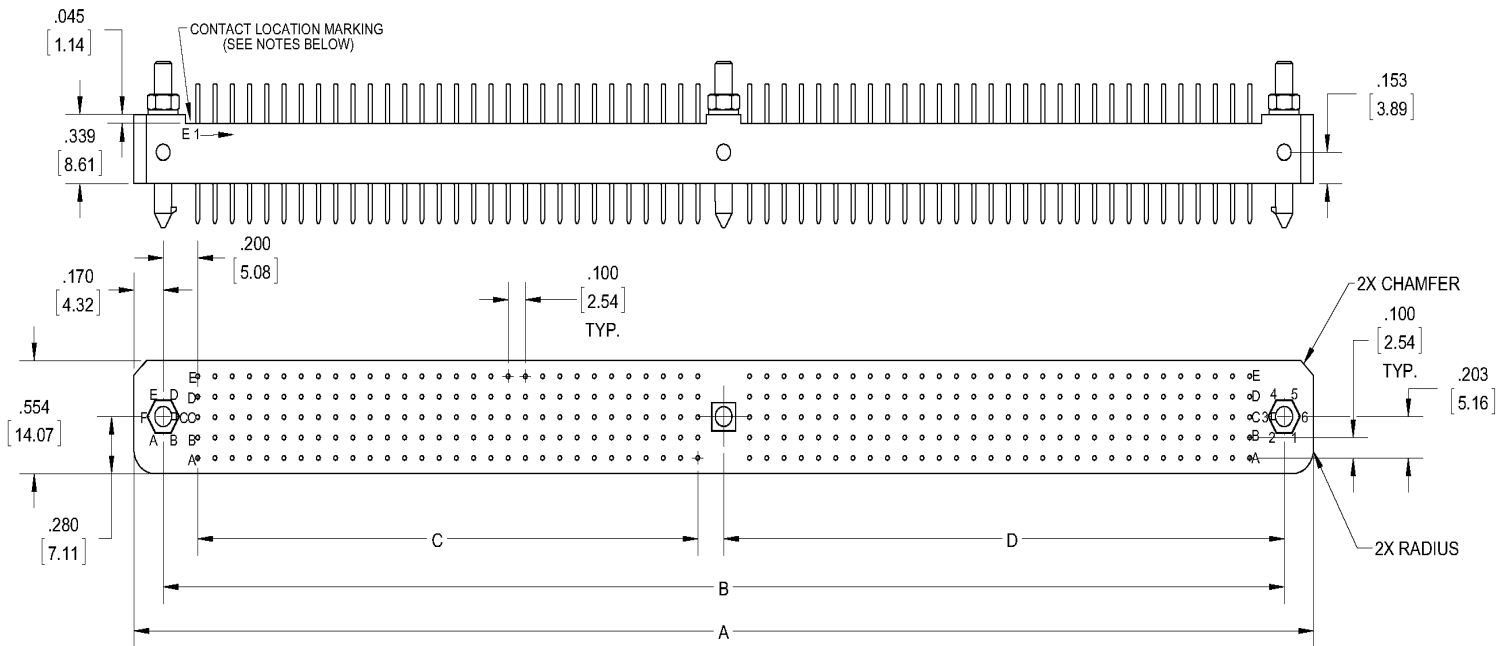 .045
[1.14]
CONTACT LOCATION MARKING
(SEE NOTES BELOW)
.153
[3.89]
E 1
.339
[8.61]
.200
[5.08]
.170
[4.32]
.100
[2.54]
TYP.
2X CHAMFER
.100
[2.54]
TYP.
.203
[5.16]
.554
[14.07]
E
E
E D
D
D
4 5
F
C
C
C
3
6
A B
B
B
2 1
A
A
.280
[7.11]
C
D
2X RADIUS
B
A